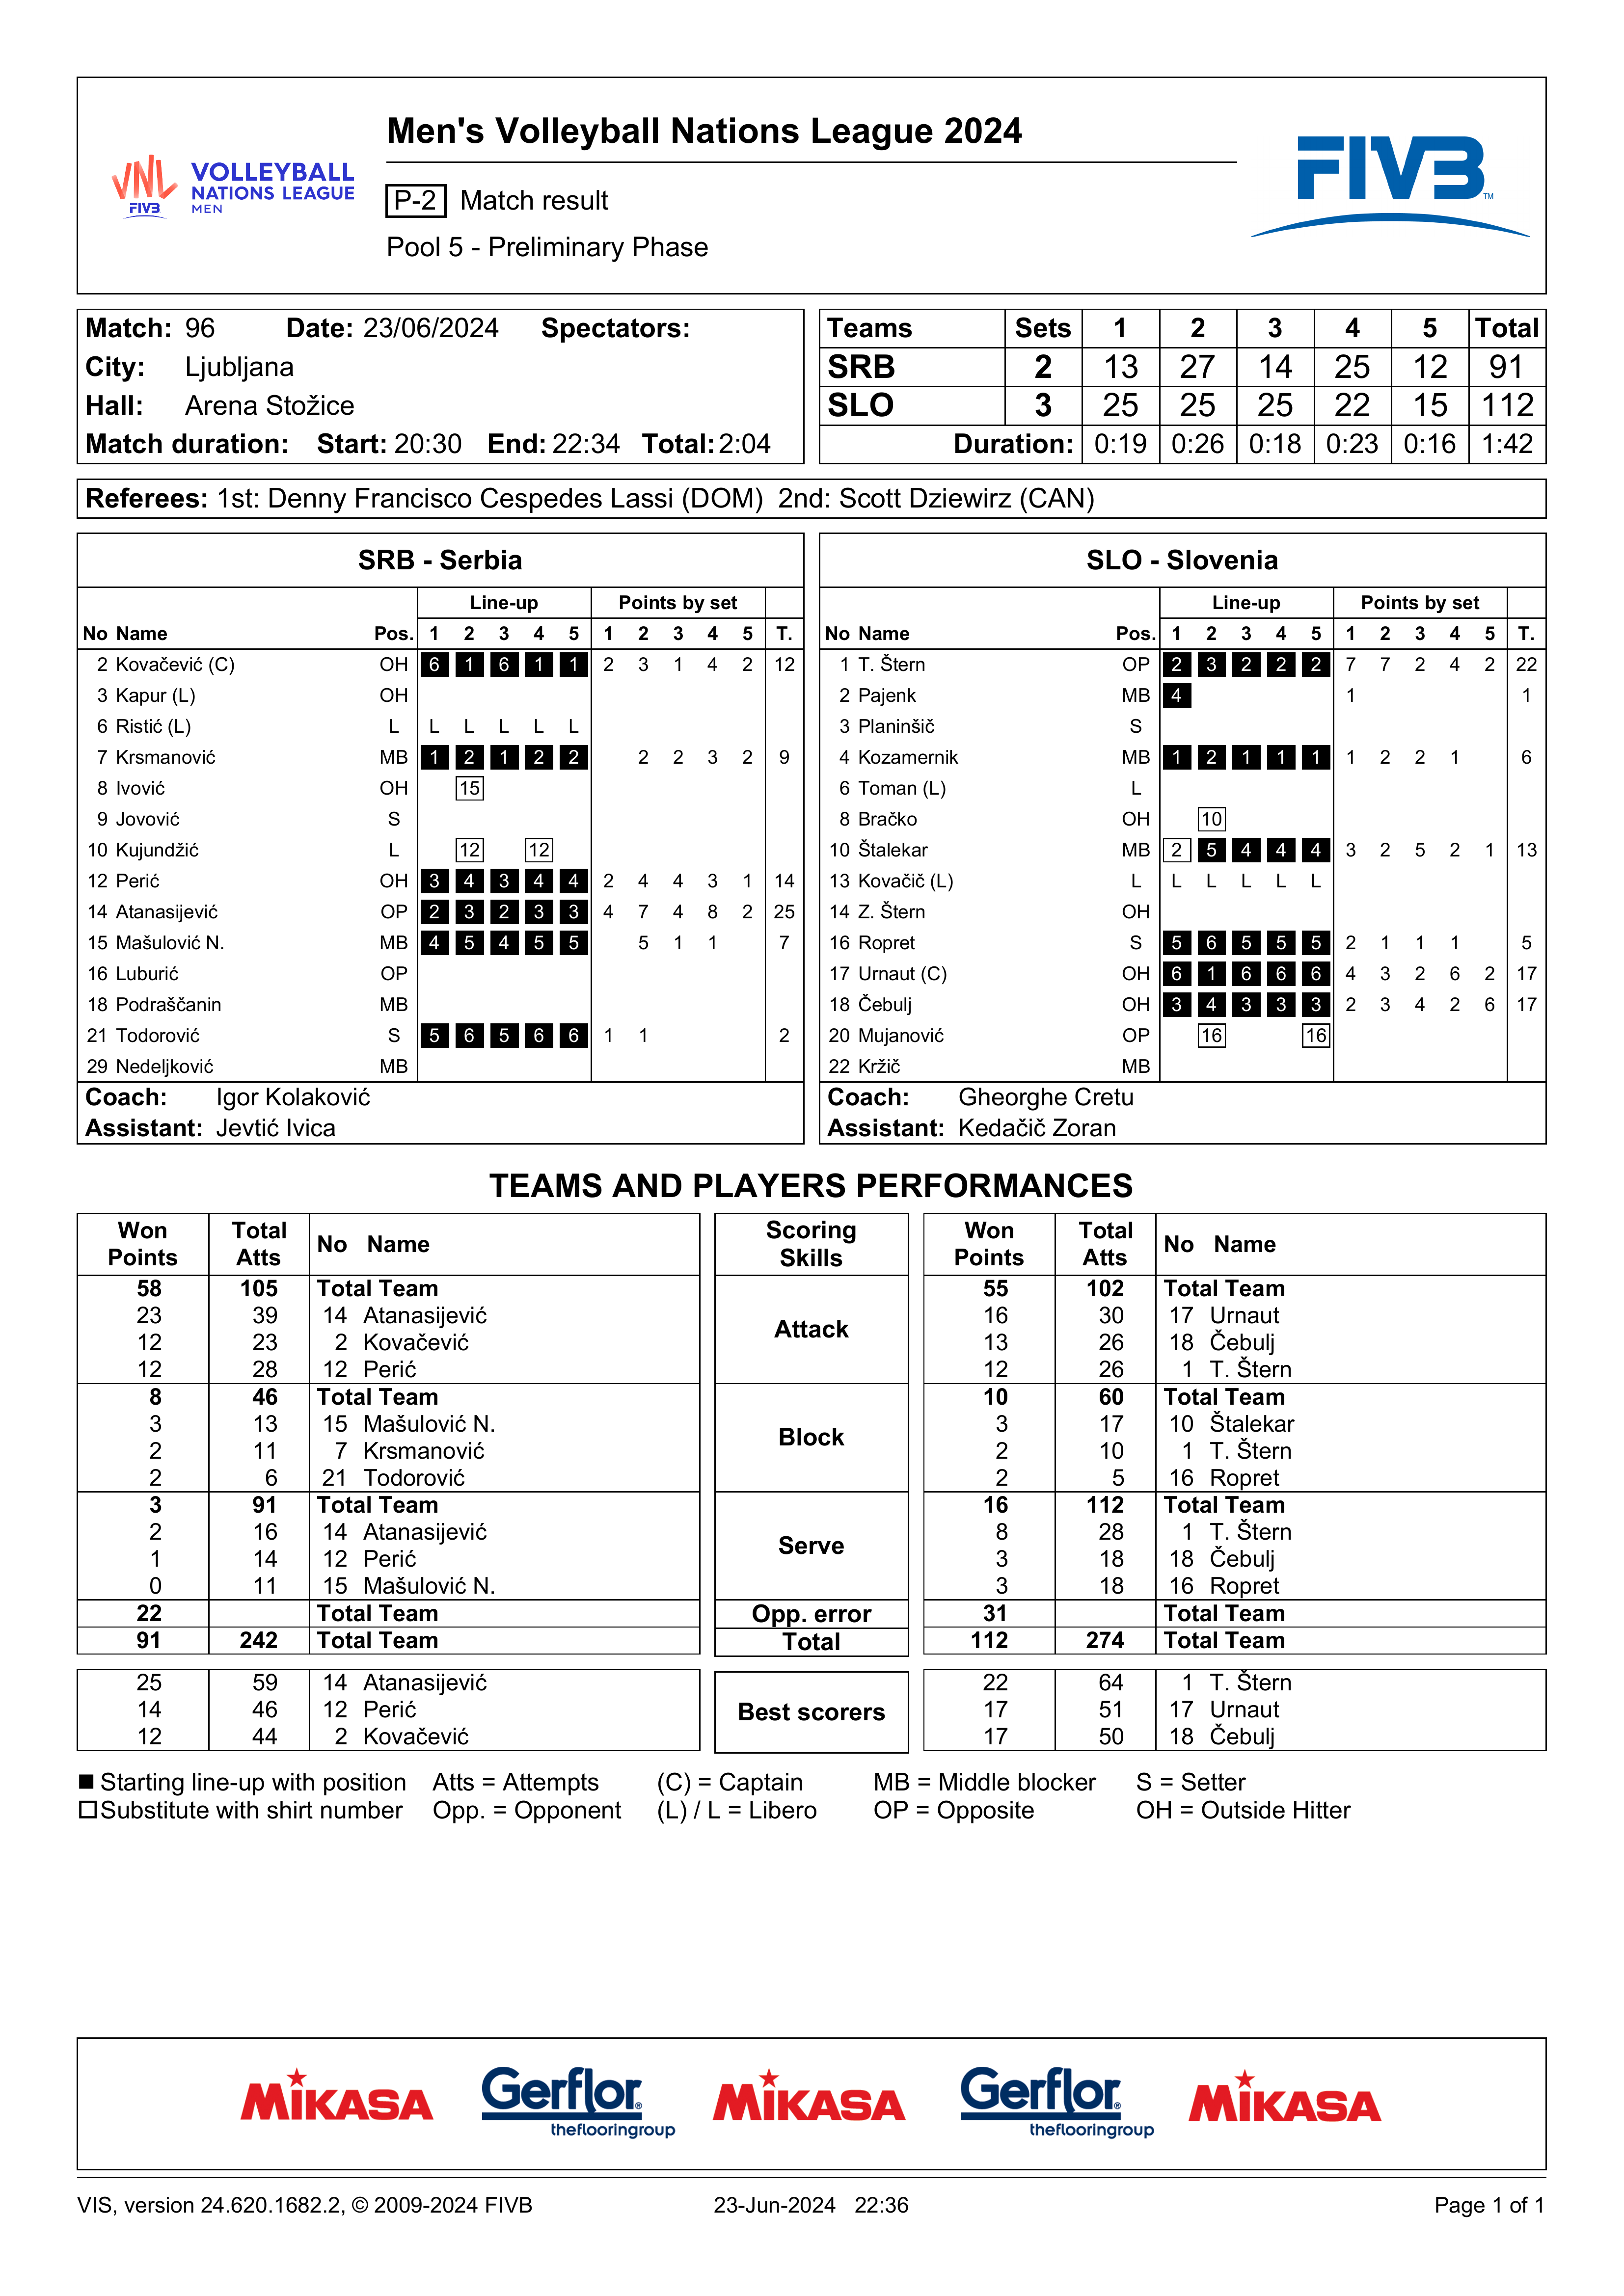 Men's Volleyball Nations League 2024
VNL FIVB VOLLEYBALL NATIONS LEAGUE MEN
P-2 Match result
Pool 5 - Preliminary Phase
FIVB TM
Match: 96 Date: 23/06/2024 Spectators:
City: Ljubljana
Hall: Arena Stožice
Match duration: Start: 20:30 End: 22:34 Total: 2:04
Teams Sets 1 2 3 4 5 Total
SRB 2 13 27 14 25 12 91
SLO 3 25 25 25 22 15 112
Duration: 0:19 0:26 0:18 0:23 0:16 1:42
Referees: 1st: Denny Francisco Cespedes Lassi (DOM) 2nd: Scott Dziewirz (CAN)
SRB - Serbia
Line-up Points by set
No Name Pos. 1 2 3 4 5 1 2 3 4 5 T.
2 Kovačević (C) OH 6 1 6 1 1 2 3 1 4 2 12
3 Kapur (L) OH
6 Ristić (L) L L L L L L
7 Krsmanović MB 1 2 1 2 2 2 2 3 2 9
8 Ivović OH 15
9 Jovović S
10 Kujundžić L 12 12
12 Perić OH 3 4 3 4 4 2 4 4 3 1 14
14 Atanasijević OP 2 3 2 3 3 4 7 4 8 2 25
15 Mašulović N. MB 4 5 4 5 5 5 1 1 7
16 Luburić OP
18 Podraščanin MB
21 Todorović S 5 6 5 6 6 1 1 2
29 Nedeljković MB
Coach: Igor Kolaković
Assistant: Jevtić Ivica
SLO - Slovenia
Line-up Points by set
No Name Pos. 1 2 3 4 5 1 2 3 4 5 T.
1 T. Štern OP 2 3 2 2 2 7 7 2 4 2 22
2 Pajenk MB 4 1 1
3 Planinšič S
4 Kozamernik MB 1 2 1 1 1 1 2 2 1 6
6 Toman (L) L
8 Bračko OH 10
10 Štalekar MB 2 5 4 4 4 3 2 5 2 1 13
13 Kovačič (L) L L L L L L
14 Z. Štern OH
16 Ropret S 5 6 5 5 5 2 1 1 1 5
17 Urnaut (C) OH 6 1 6 6 6 4 3 2 6 2 17
18 Čebulj OH 3 4 3 3 3 2 3 4 2 6 17
20 Mujanović OP 16 16
22 Kržič MB
Coach: Gheorghe Cretu
Assistant: Kedačič Zoran
TEAMS AND PLAYERS PERFORMANCES
Won Points Total Atts No Name Scoring Skills Won Points Total Atts No Name
58 105 Total Team Attack 55 102 Total Team
23 39 14 Atanasijević 16 30 17 Urnaut
12 23 2 Kovačević 13 26 18 Čebulj
12 28 12 Perić 12 26 1 T. Štern
8 46 Total Team Block 10 60 Total Team
3 13 15 Mašulović N. 3 17 10 Štalekar
2 11 7 Krsmanović 2 10 1 T. Štern
2 6 21 Todorović 2 5 16 Ropret
3 91 Total Team Serve 16 112 Total Team
2 16 14 Atanasijević 8 28 1 T. Štern
1 14 12 Perić 3 18 18 Čebulj
0 11 15 Mašulović N. 3 18 16 Ropret
22 Total Team Opp. error 31 Total Team
91 242 Total Team Total 112 274 Total Team
25 59 14 Atanasijević Best scorers 22 64 1 T. Štern
14 46 12 Perić 17 51 17 Urnaut
12 44 2 Kovačević 17 50 18 Čebulj
Starting line-up with position Atts = Attempts (C) = Captain MB = Middle blocker S = Setter
Substitute with shirt number Opp. = Opponent (L) / L = Libero OP = Opposite OH = Outside Hitter
MIKASA Gerflor® theflooringgroup MIKASA Gerflor® theflooringgroup MIKASA
VIS, version 24.620.1682.2, © 2009-2024 FIVB 23-Jun-2024 22:36 Page 1 of 1